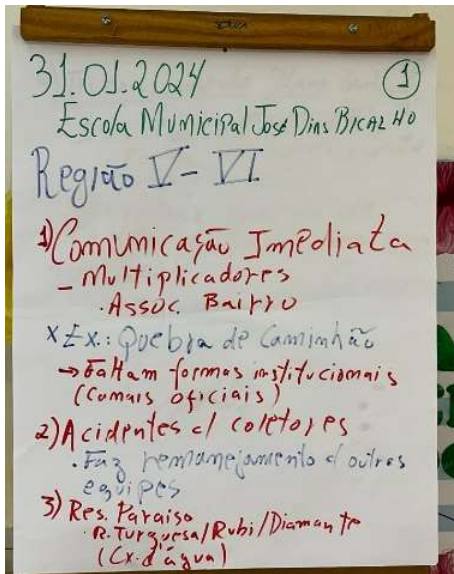 31.01.2024
1
Escola Municipal José Dias BICALHO
Região V - VI
1) Comunicação Imediata
- Multiplicadores
. Assoc. Bairro
x Ex.: Quebra de Caminhão
→ Faltam formas institucionais
(canais oficiais)
2) Acidentes c/ coletores
. Faz remanejamento c/ outras
equipes
3) Res. Paraiso
. R. Turquesa/Rubi/Diamante
(Cx. d'água)